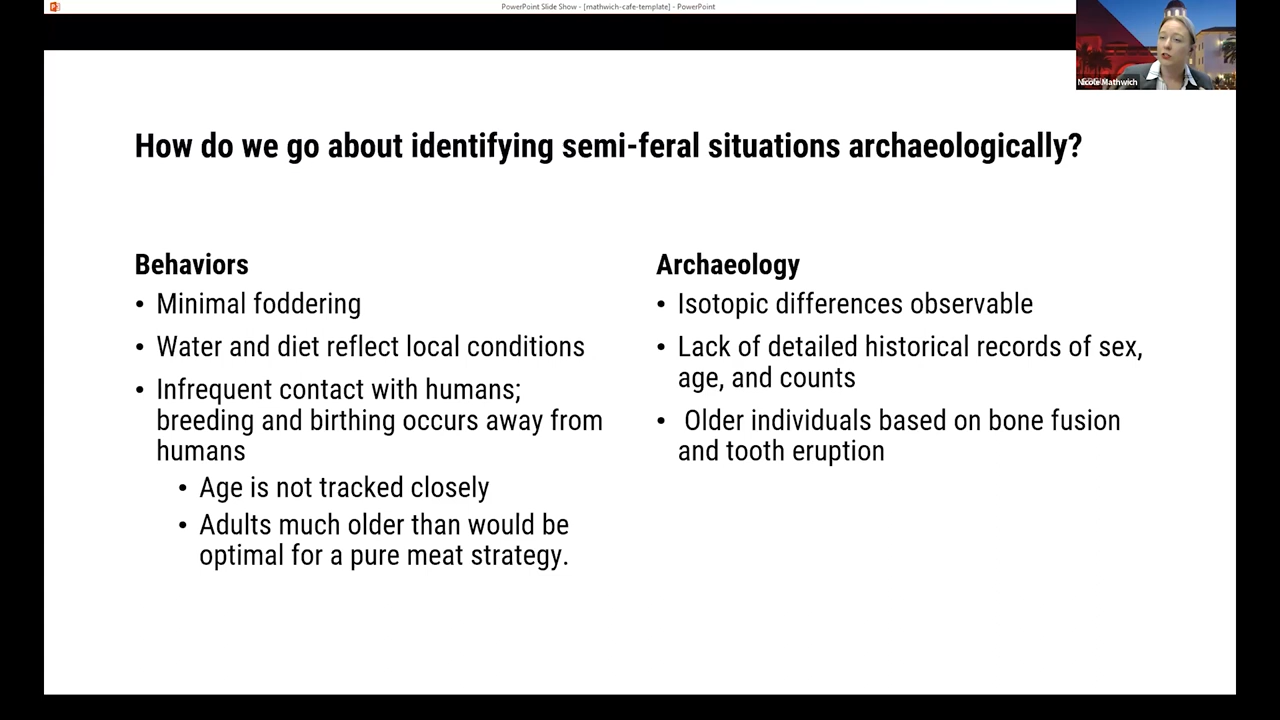 PowerPoint Slide Show - [mathwich-cafe-template] - PowerPoint
Nicole Mathwich
How do we go about identifying semi-feral situations archaeologically?
Behaviors
• Minimal foddering
• Water and diet reflect local conditions
• Infrequent contact with humans;
breeding and birthing occurs away from
humans
• Age is not tracked closely
• Adults much older than would be
optimal for a pure meat strategy.
Archaeology
• Isotopic differences observable
• Lack of detailed historical records of sex,
age, and counts
• Older individuals based on bone fusion
and tooth eruption